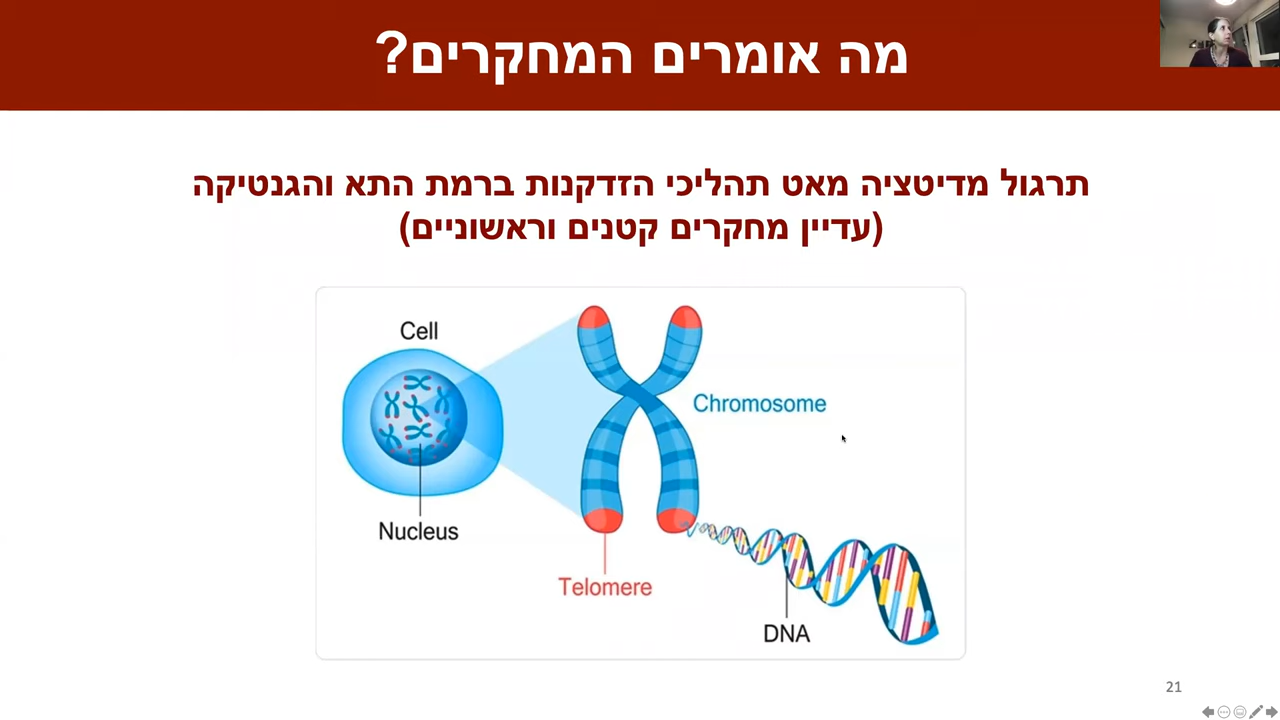 מה אומרים המחקרים?
תרגול מדיטציה מאט תהליכי הזדקנות ברמת התא והגנטיקה
(עדיין מחקרים קטנים וראשוניים)
Cell
Chromosome
Nucleus
Telomere
DNA
21